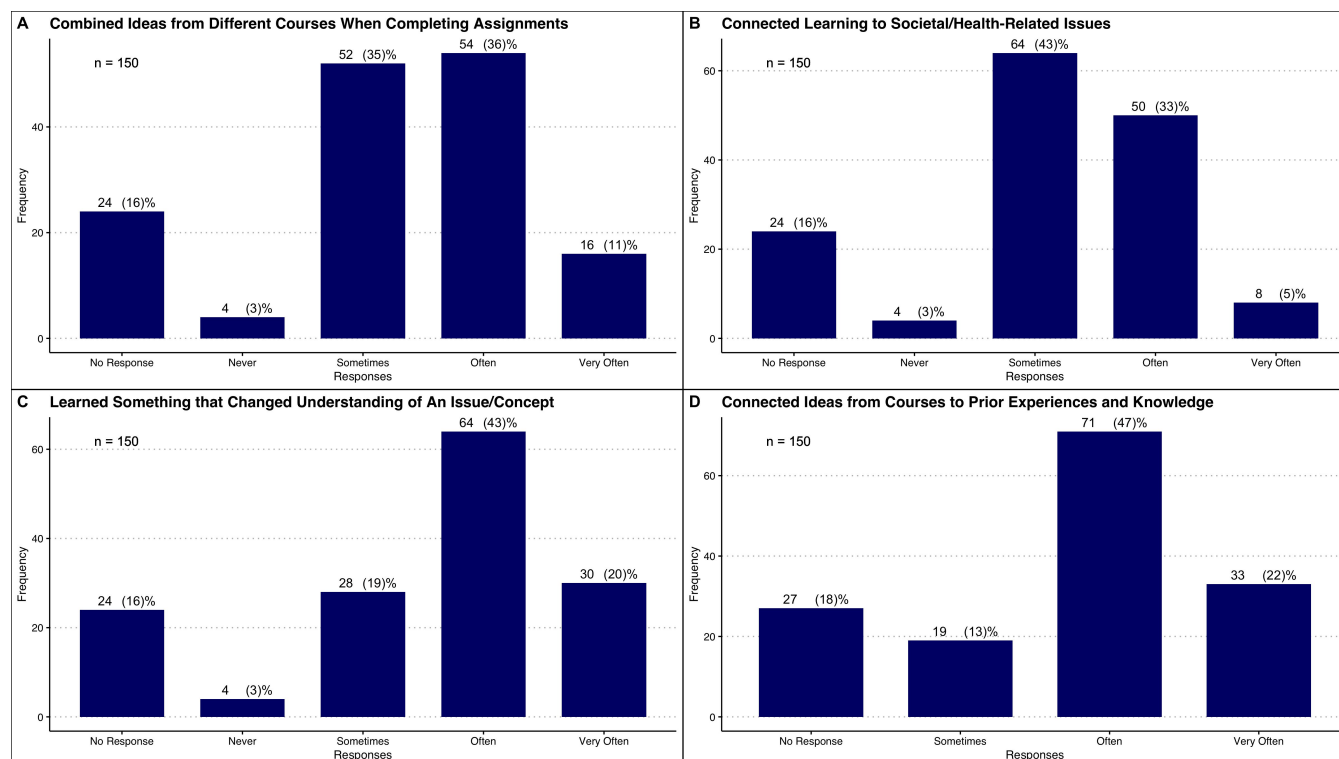 A Combined Ideas from Different Courses When Completing Assignments
n = 150
Frequency
40
20
0
24 (16)%
4 (3)%
52 (35)%
54 (36)%
16 (11)%
No Response Never Sometimes Often Very Often
Responses
B Connected Learning to Societal/Health-Related Issues
n = 150
Frequency
60
40
20
0
24 (16)%
4 (3)%
64 (43)%
50 (33)%
8 (5)%
No Response Never Sometimes Often Very Often
Responses
C Learned Something that Changed Understanding of An Issue/Concept
n = 150
Frequency
60
40
20
0
24 (16)%
4 (3)%
28 (19)%
64 (43)%
30 (20)%
No Response Never Sometimes Often Very Often
Responses
D Connected Ideas from Courses to Prior Experiences and Knowledge
n = 150
Frequency
60
40
20
0
27 (18)%
19 (13)%
71 (47)%
33 (22)%
No Response Sometimes Often Very Often
Responses